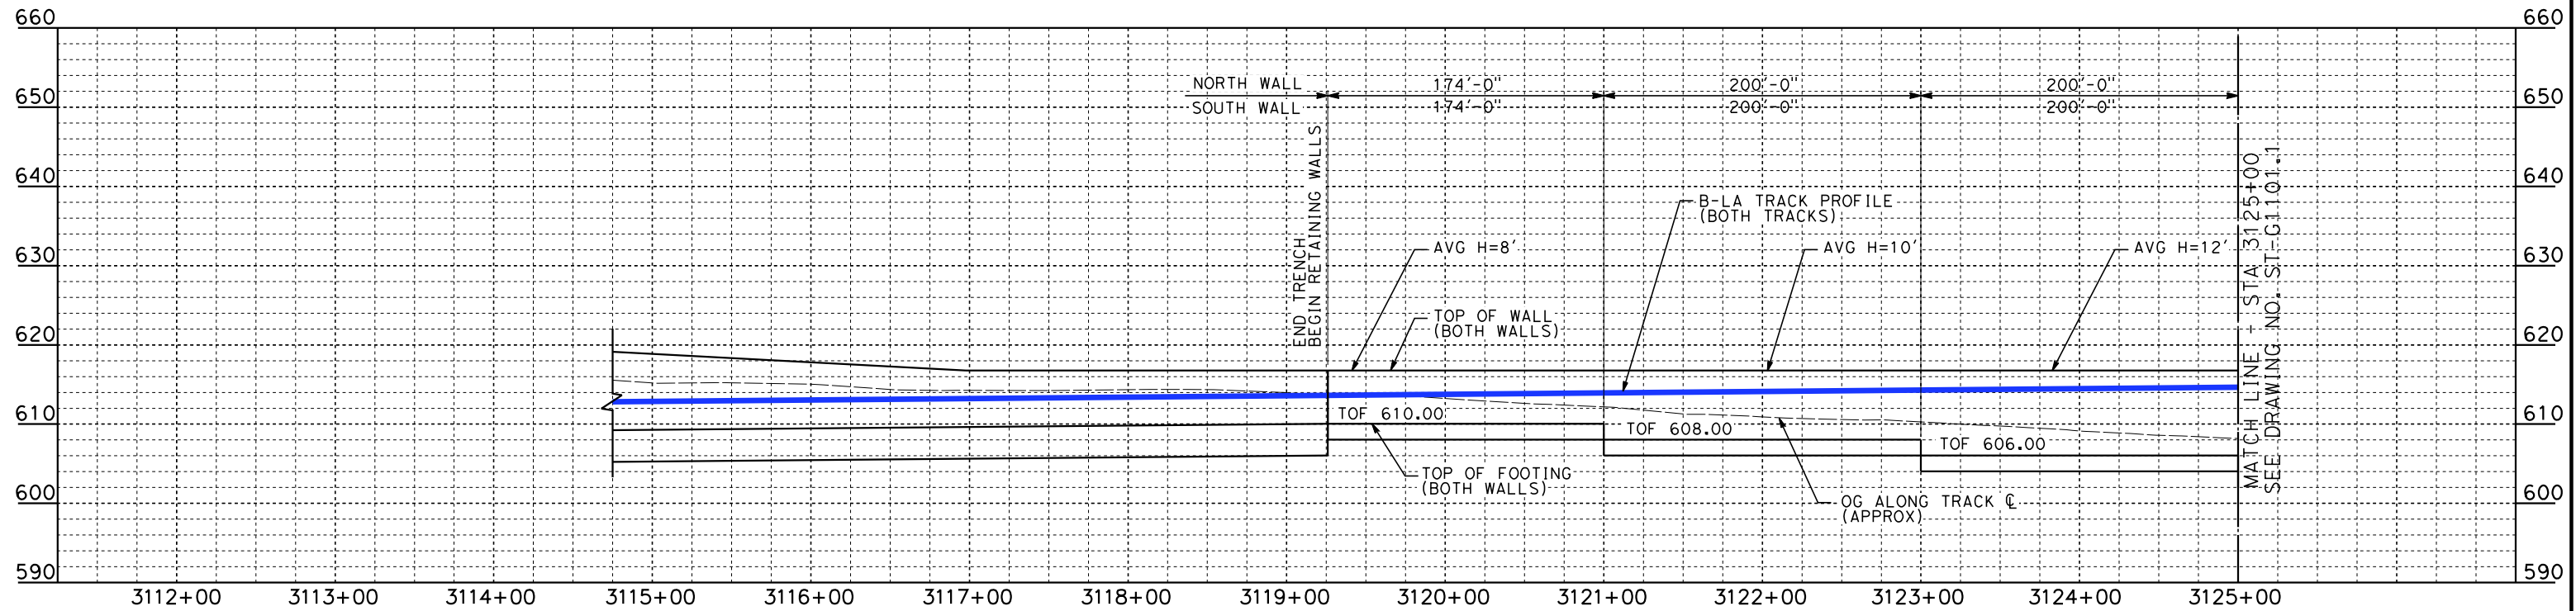 660
660
NORTH WALL
174'-0"
200'-0"
200'-0"
650
650
SOUTH WALL
174'-0"
200'-0"
200'-0"
END TRENCH
BEGIN RETAINING WALLS
640
640
B-LA TRACK PROFILE
(BOTH TRACKS)
AVG H=8'
AVG H=10'
AVG H=12'
630
630
TOP OF WALL
(BOTH WALLS)
620
620
MATCH LINE - STA 3125+00
SEE DRAWING NO. ST-G1101.1
610
610
TOF 610.00
TOF 608.00
TOF 606.00
TOP OF FOOTING
(BOTH WALLS)
600
600
OG ALONG TRACK ℄
(APPROX)
590
590
3112+00
3113+00
3114+00
3115+00
3116+00
3117+00
3118+00
3119+00
3120+00
3121+00
3122+00
3123+00
3124+00
3125+00